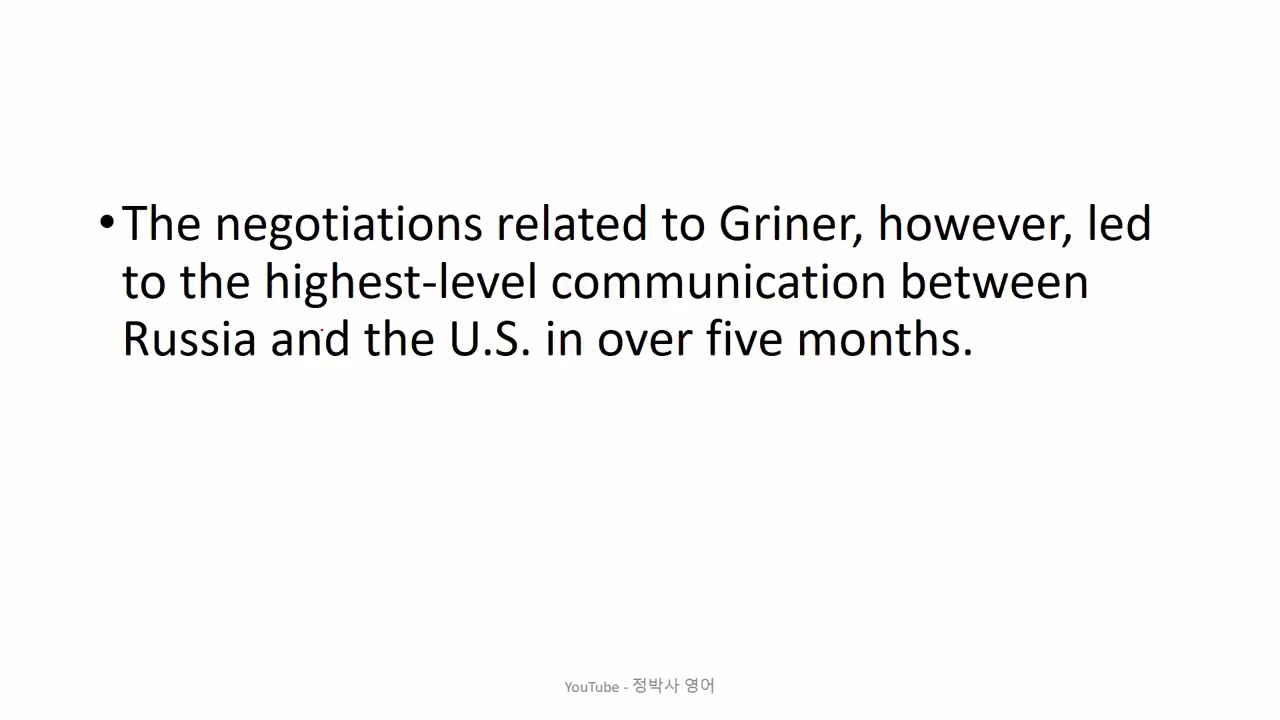 •The negotiations related to Griner, however, led
to the highest-level communication between
Russia and the U.S. in over five months.
YouTube - 정박사 영어